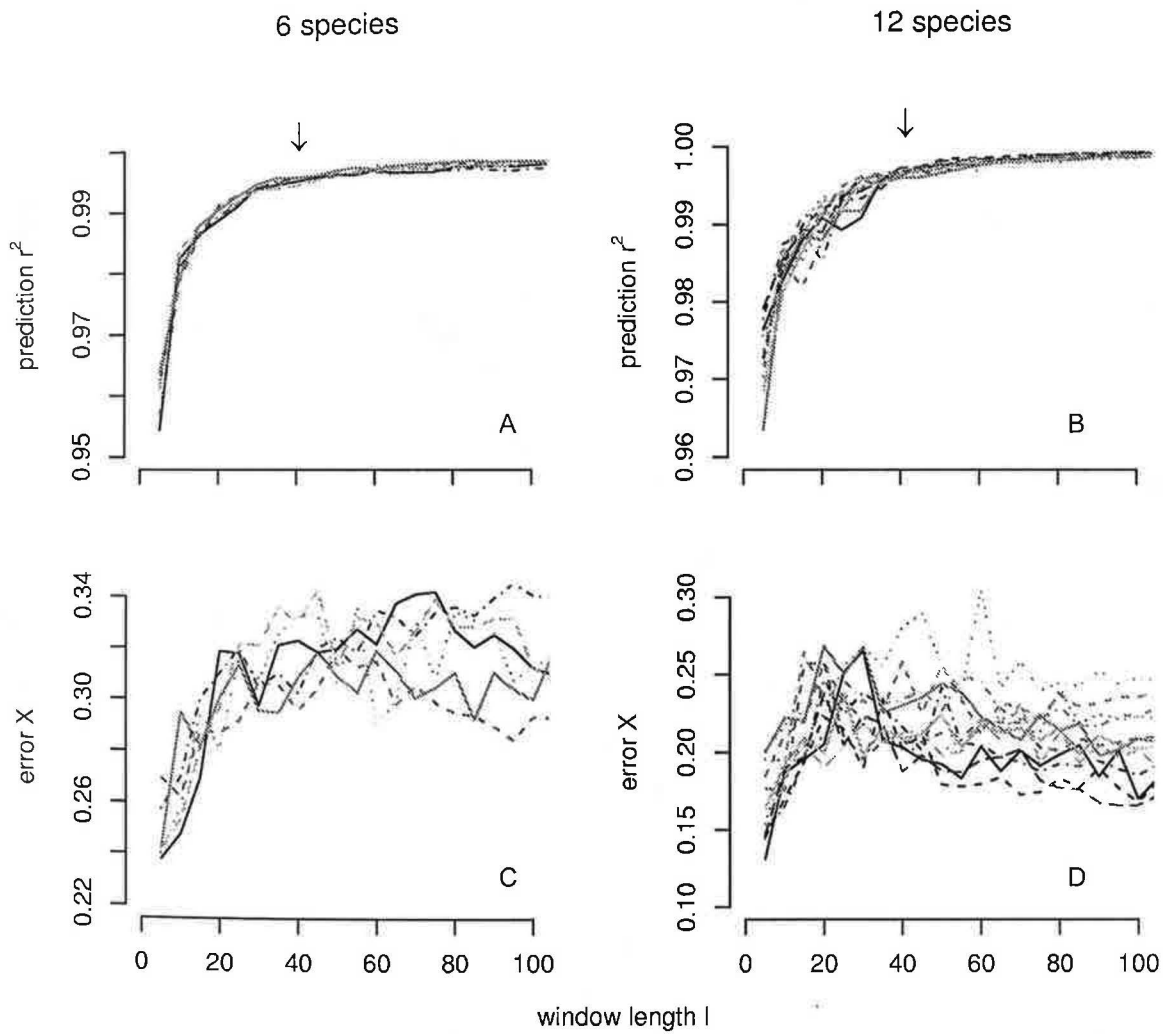 6 species
12 species
prediction r²
0.95 0.97 0.99
A
prediction r²
0.96 0.97 0.98 0.99 1.00
B
error X
0.22 0.26 0.30 0.34
C
0 20 40 60 80 100
error X
0.10 0.15 0.20 0.25 0.30
D
0 20 40 60 80 100
window length l